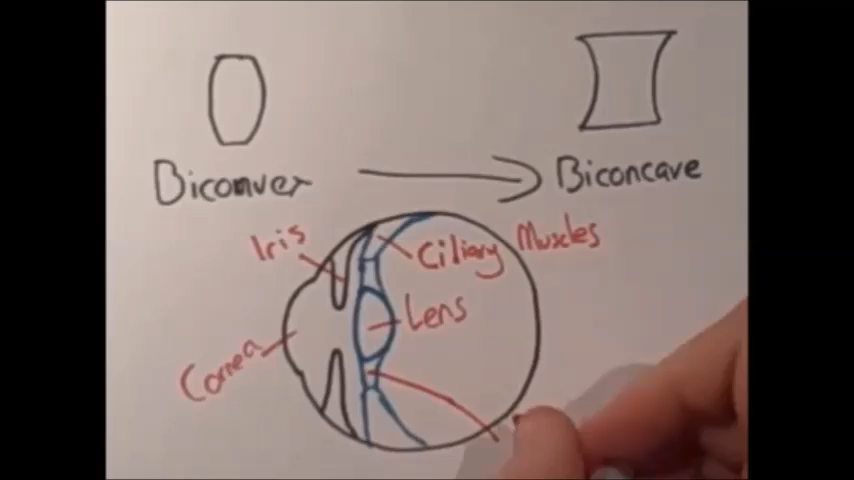 Biconvex
Biconcave
Iris
Ciliary Muscles
Lens
Cornea